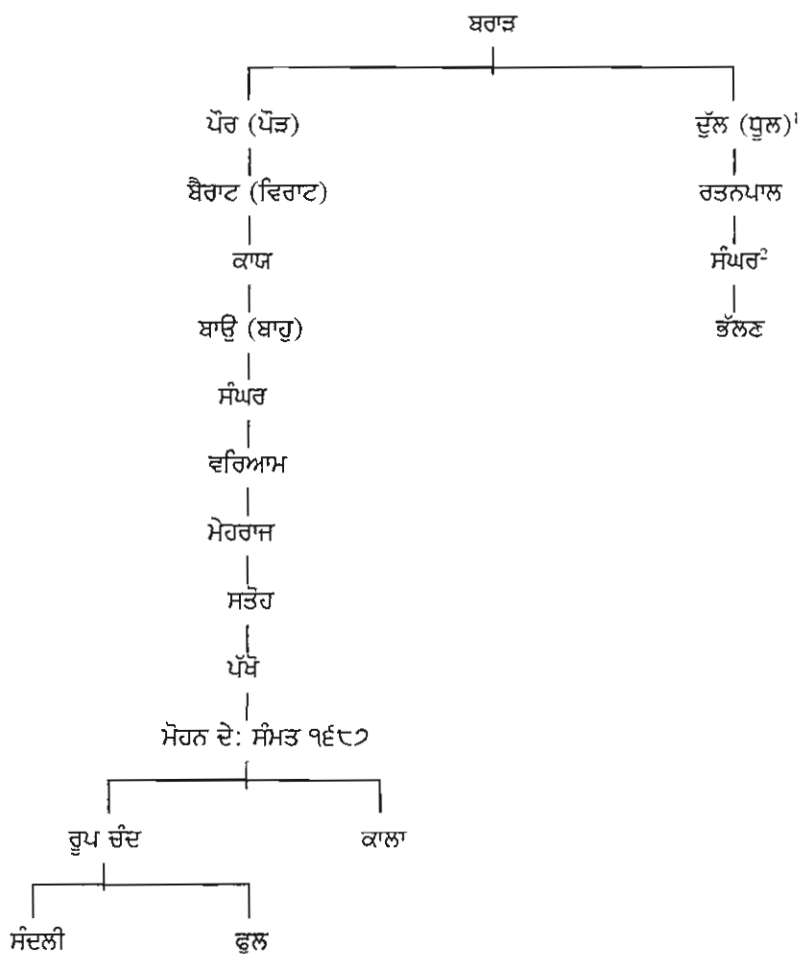 ਬਰਾੜ
ਪੌਰ (ਪੌੜ) ਦੁੱਲ (ਧੂਲ)¹
ਬੈਰਾਟ (ਵਿਰਾਟ) ਰਤਨਪਾਲ
ਕਾਯ ਸੰਘਰ²
ਬਾਉ (ਬਾਹੁ) ਭੱਲਣ
ਸੰਘਰ
ਵਰਿਆਮ
ਮੇਹਰਾਜ
ਸਤੋਹ
ਪੱਖੋ
ਮੋਹਨ ਦੇ: ਸੰਮਤ ੧੬੮੭
ਰੂਪ ਚੰਦ ਕਾਲਾ
ਸੰਦਲੀ ਫੂਲ